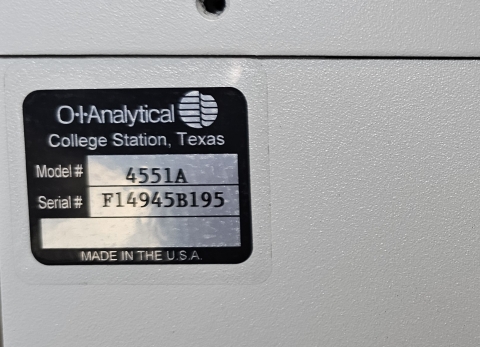 O·I·Analytical
College Station, Texas
Model # 4551A
Serial # F14945B195
MADE IN THE U.S.A.